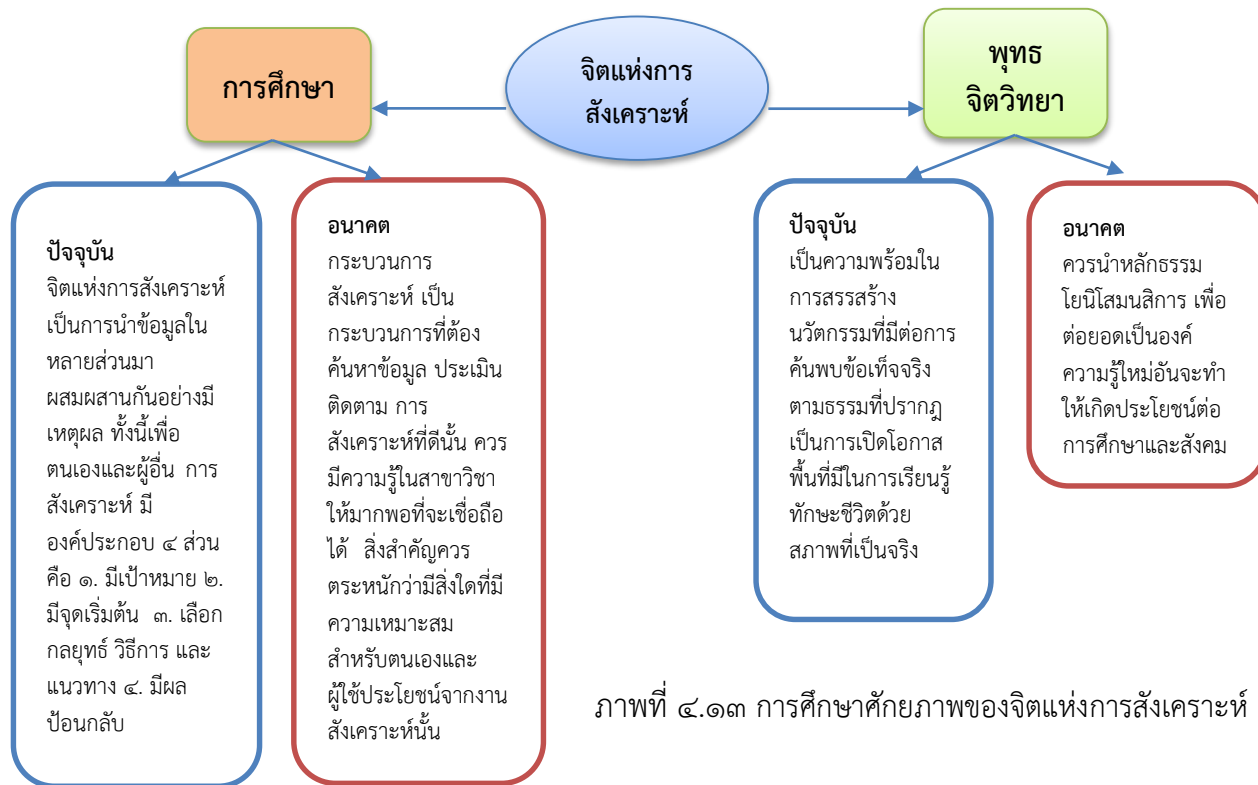 การศึกษา
จิตแห่งการ
สังเคราะห์
พุทธ
จิตวิทยา
ปัจจุบัน
จิตแห่งการสังเคราะห์
เป็นการนำข้อมูลใน
หลายส่วนมา
ผสมผสานกันอย่างมี
เหตุผล ทั้งนี้เพื่อ
ตนเองและผู้อื่น การ
สังเคราะห์ มี
องค์ประกอบ ๔ ส่วน
คือ ๑. มีเป้าหมาย ๒.
มีจุดเริ่มต้น ๓. เลือก
กลยุทธ์ วิธีการ และ
แนวทาง ๔. มีผล
ป้อนกลับ
อนาคต
กระบวนการ
สังเคราะห์ เป็น
กระบวนการที่ต้อง
ค้นหาข้อมูล ประเมิน
ติดตาม การ
สังเคราะห์ที่ดีนั้น ควร
มีความรู้ในสาขาวิชา
ให้มากพอที่จะเชื่อถือ
ได้ สิ่งสำคัญควร
ตระหนักว่ามีสิ่งใดที่มี
ความเหมาะสม
สำหรับตนเองและ
ผู้ใช้ประโยชน์จากงาน
สังเคราะห์นั้น
ปัจจุบัน
เป็นความพร้อมใน
การสรรสร้าง
นวัตกรรมที่มีต่อการ
ค้นพบข้อเท็จจริง
ตามธรรมที่ปรากฎ
เป็นการเปิดโอกาส
พื้นที่มีในการเรียนรู้
ทักษะชีวิตด้วย
สภาพที่เป็นจริง
อนาคต
ควรนำหลักธรรม
โยนิโสมนสิการ เพื่อ
ต่อยอดเป็นองค์
ความรู้ใหม่อันจะทำ
ให้เกิดประโยชน์ต่อ
การศึกษาและสังคม
ภาพที่ ๔.๑๓ การศึกษาศักยภาพของจิตแห่งการสังเคราะห์